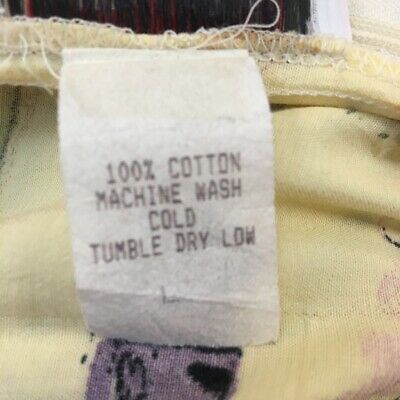 100% COTTON
MACHINE WASH
COLD
TUMBLE DRY LOW
L